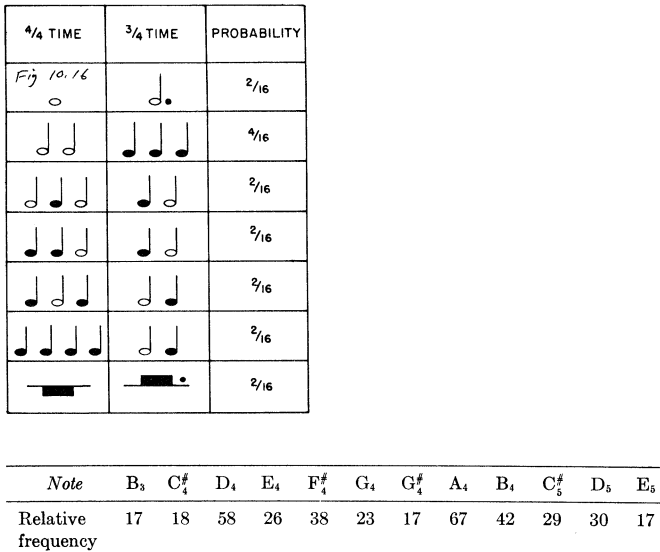 4/4 TIME 3/4 TIME PROBABILITY
Fig 10.16
2/16
4/16
2/16
2/16
2/16
2/16
2/16
Note B₃ C♯₄ D₄ E₄ F♯₄ G₄ G♯₄ A₄ B₄ C♯₅ D₅ E₅
Relative 17 18 58 26 38 23 17 67 42 29 30 17
frequency